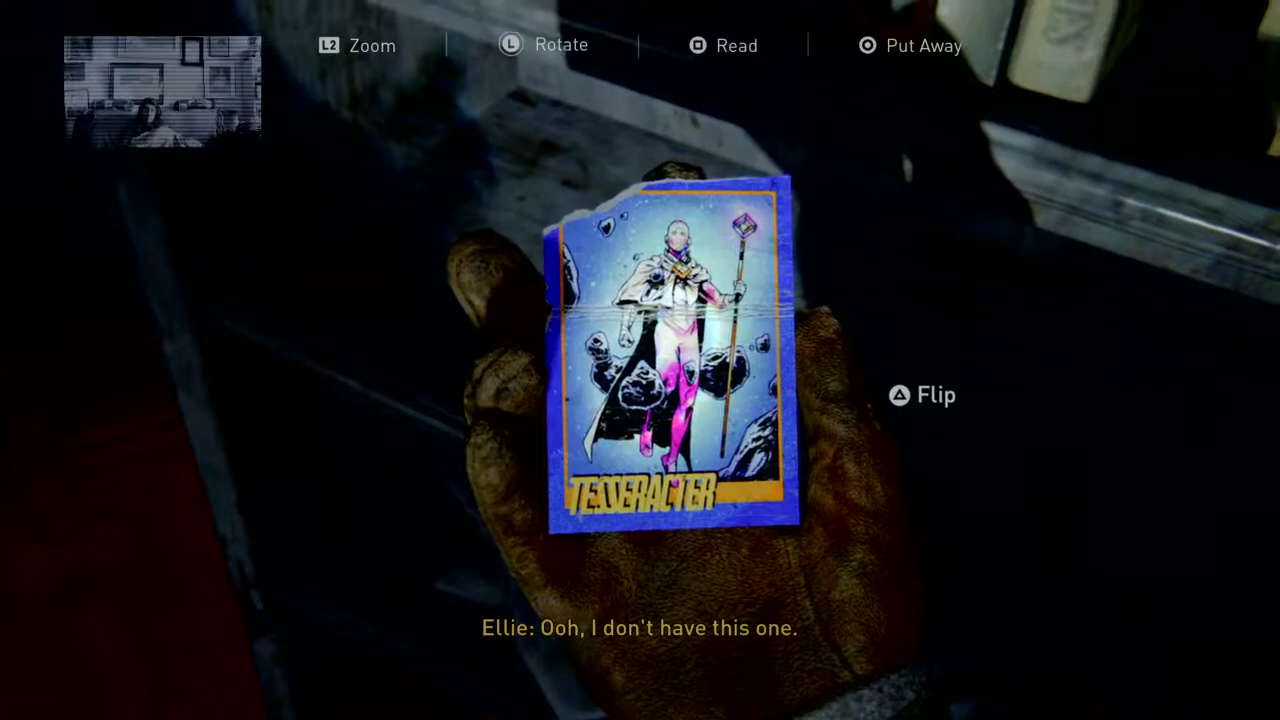 L2 Zoom
L Rotate
Read
Put Away
Flip
TESSERACTER
Ellie: Ooh, I don't have this one.